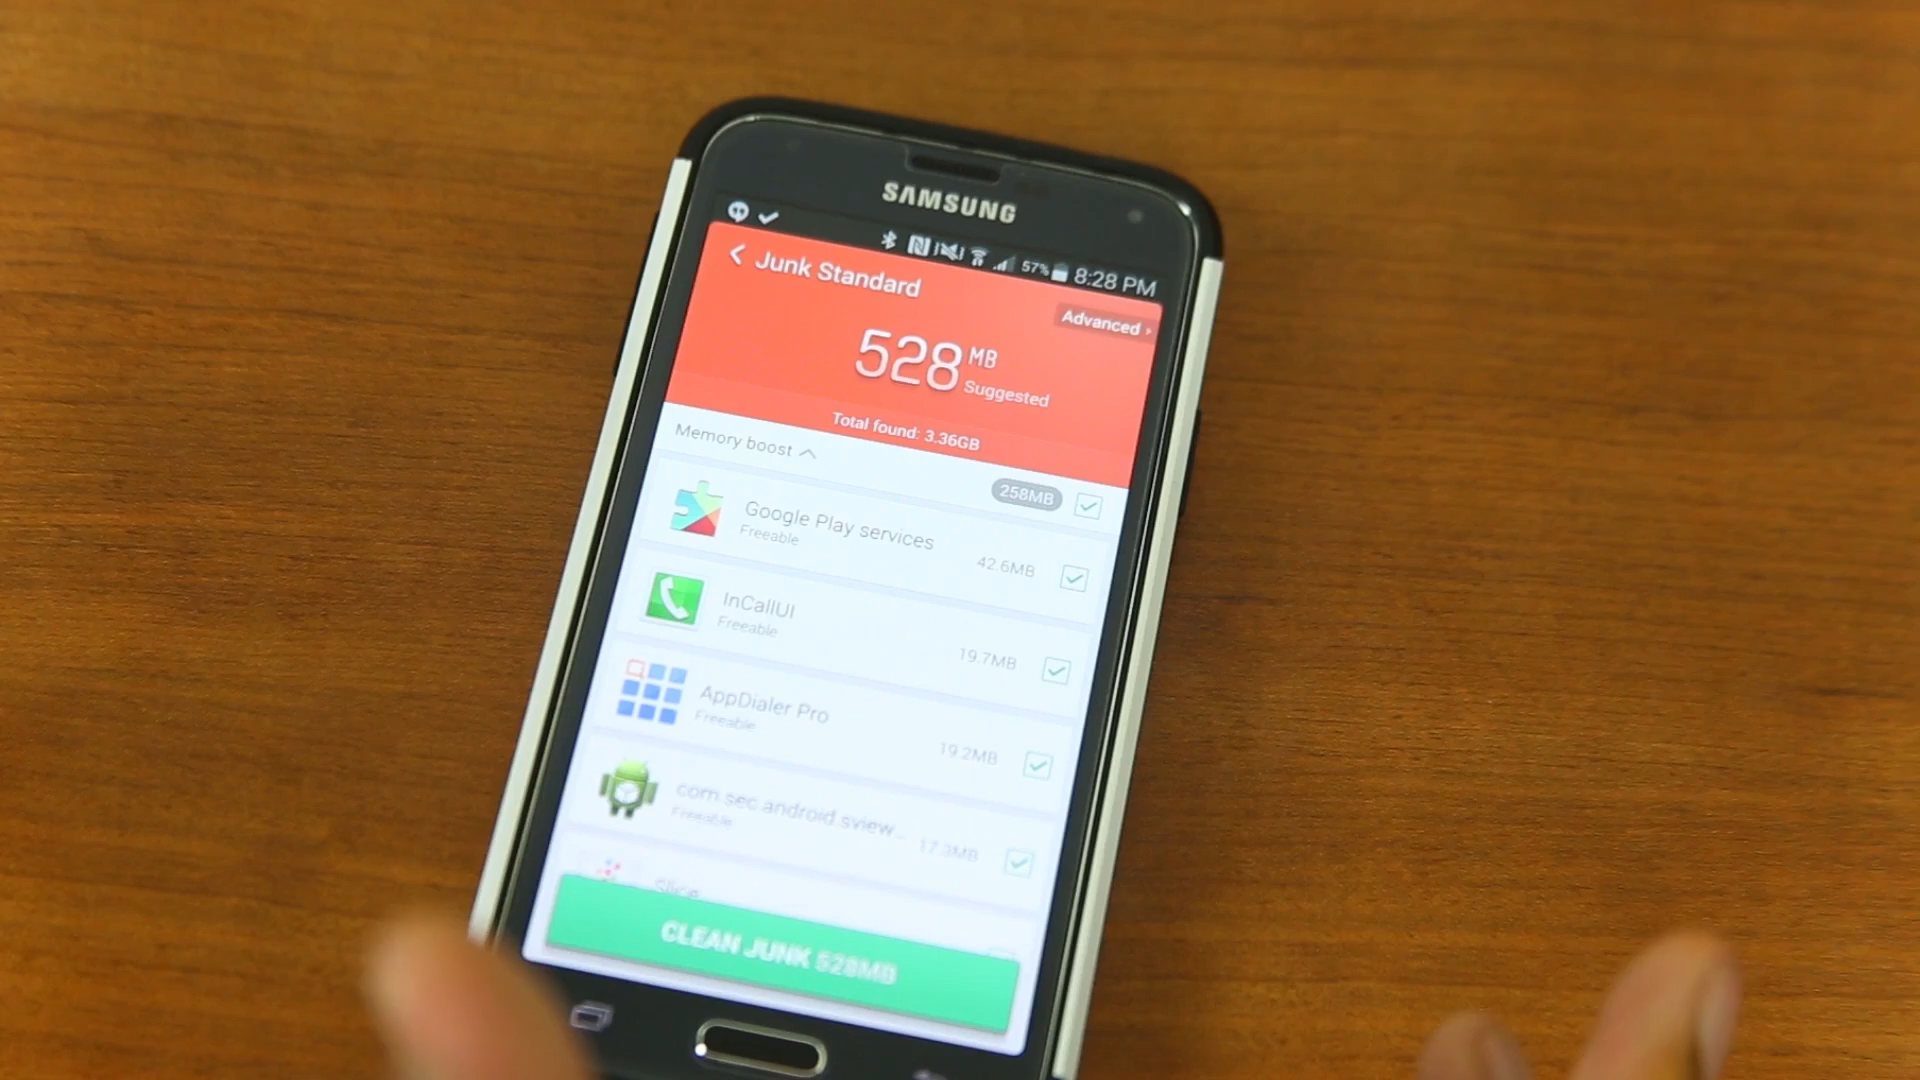 SAMSUNG
57% 8:28 PM
Junk Standard
Advanced
528 MB
Suggested
Total found: 3.36GB
Memory boost
258MB
Google Play services
Freeable
42.6MB
InCallUI
Freeable
19.7MB
AppDialer Pro
Freeable
19.2MB
com.sec.android.sview...
Freeable
17.3MB
Slice
CLEAN JUNK 528MB